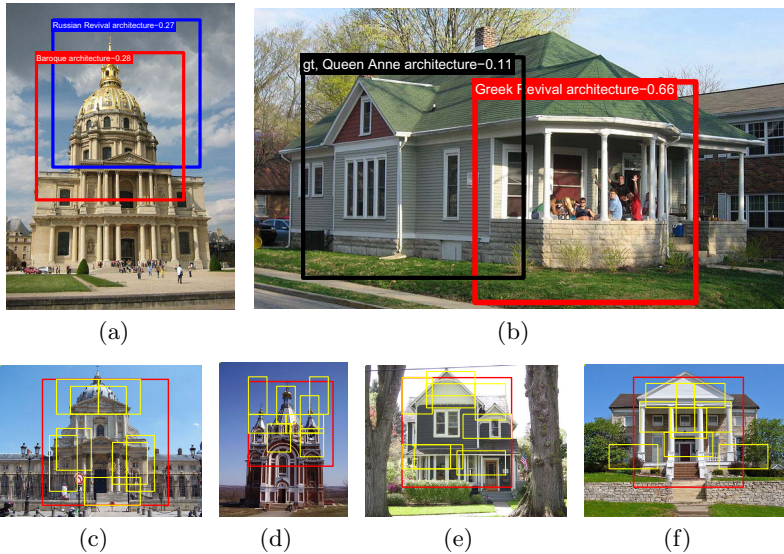 Russian Revival architecture−0.27
Baroque architecture−0.28
gt, Queen Anne architecture−0.11
Greek Revival architecture−0.66
(a)
(b)
(c)
(d)
(e)
(f)